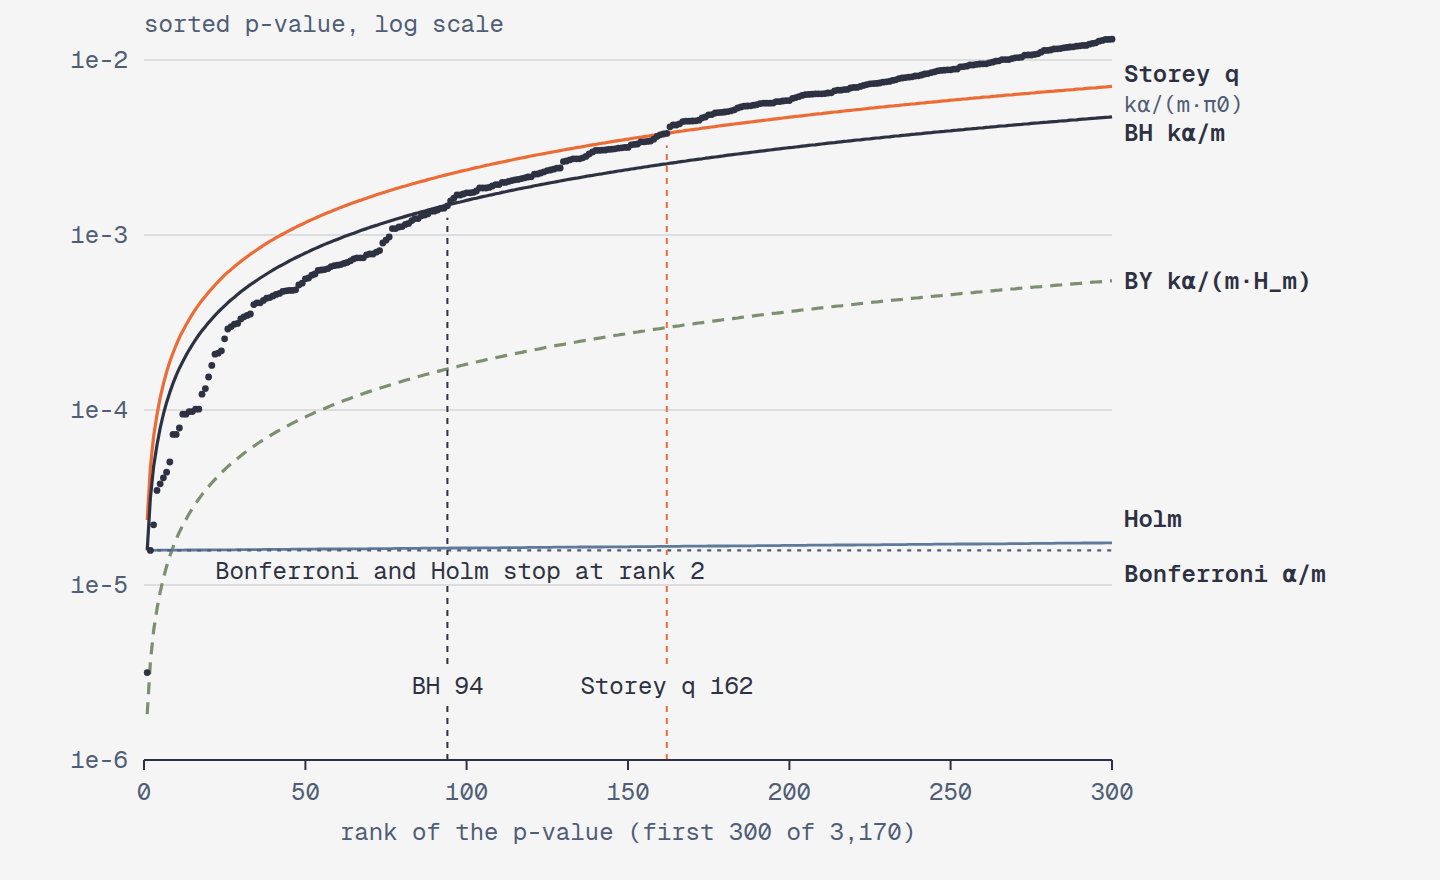 sorted p-value, log scale
1e-2
Storey q
kα/(m·π0)
BH kα/m
1e-3
BY kα/(m·H_m)
1e-4
Holm
Bonferroni and Holm stop at rank 2
Bonferroni α/m
1e-5
BH 94
Storey q 162
1e-6
0 50 100 150 200 250 300
rank of the p-value (first 300 of 3,170)